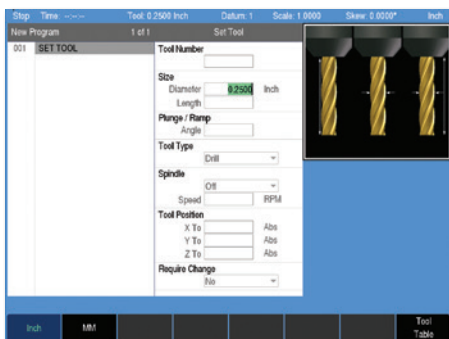 Stop Time: --:--:-- Tool: 0.2500 Inch Datum: 1 Scale: 1.0000 Skew: 0.0000° Inch
New Program 1 of 1 Set Tool
001 SET TOOL
Tool Number
Size
Diameter 0.2500 Inch
Length
Plunge / Ramp
Angle
Tool Type
Drill
Spindle
Off
Speed RPM
Tool Position
X To Abs
Y To Abs
Z To Abs
Require Change
No
Inch MM Tool Table